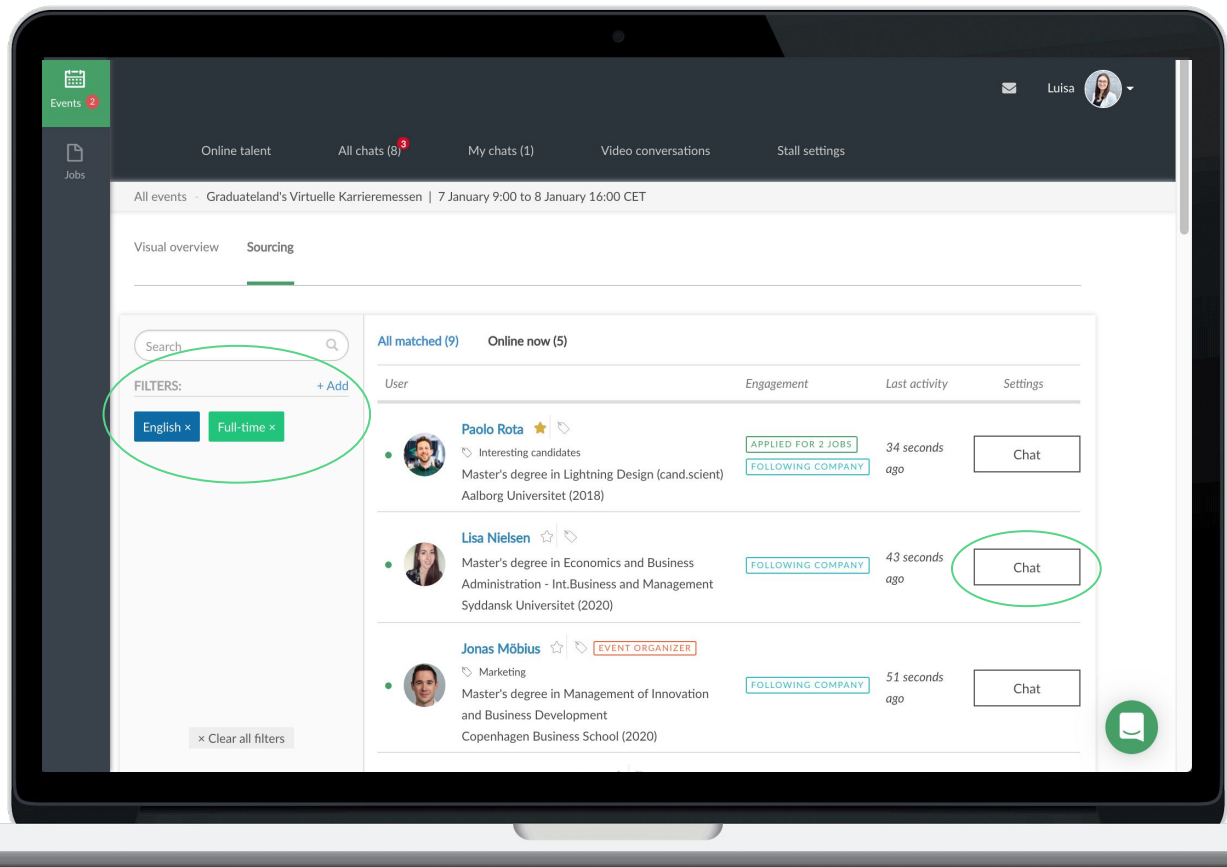 Events 2
Luisa
Jobs
Online talent
All chats (8) 3
My chats (1)
Video conversations
Stall settings
All events - Graduateland's Virtuelle Karrieremessen | 7 January 9:00 to 8 January 16:00 CET
Visual overview
Sourcing
Search
FILTERS:
+ Add
English ×
Full-time ×
× Clear all filters
All matched (9)
Online now (5)
User
Engagement
Last activity
Settings
Paolo Rota
Interesting candidates
Master's degree in Lightning Design (cand.scient)
Aalborg Universitet (2018)
APPLIED FOR 2 JOBS
FOLLOWING COMPANY
34 seconds
ago
Chat
Lisa Nielsen
Master's degree in Economics and Business
Administration - Int.Business and Management
Syddansk Universitet (2020)
FOLLOWING COMPANY
43 seconds
ago
Chat
Jonas Möbius
EVENT ORGANIZER
Marketing
Master's degree in Management of Innovation
and Business Development
Copenhagen Business School (2020)
FOLLOWING COMPANY
51 seconds
ago
Chat